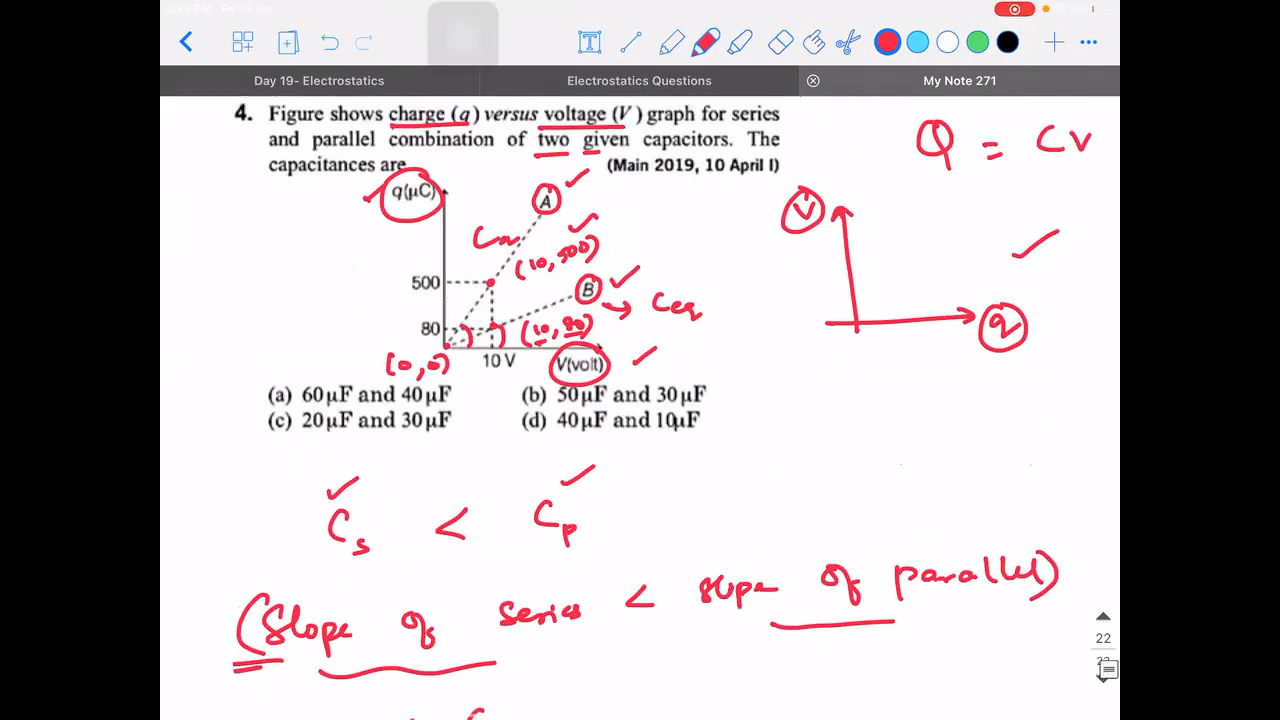 Day 19- Electrostatics
Electrostatics Questions
My Note 271
4. Figure shows charge (q) versus voltage (V) graph for series
and parallel combination of two given capacitors. The
capacitances are
(Main 2019, 10 April I)
Q = CV
q(μC)
A
(10, 500)
500
B
Ceq
80
(10, 80)
(0, 0)
10 V
V(volt)
V
q
(a) 60μF and 40μF
(b) 50μF and 30μF
(c) 20μF and 30μF
(d) 40μF and 10μF
Cs < Cp
(Slope of series < slope of parallel)
22